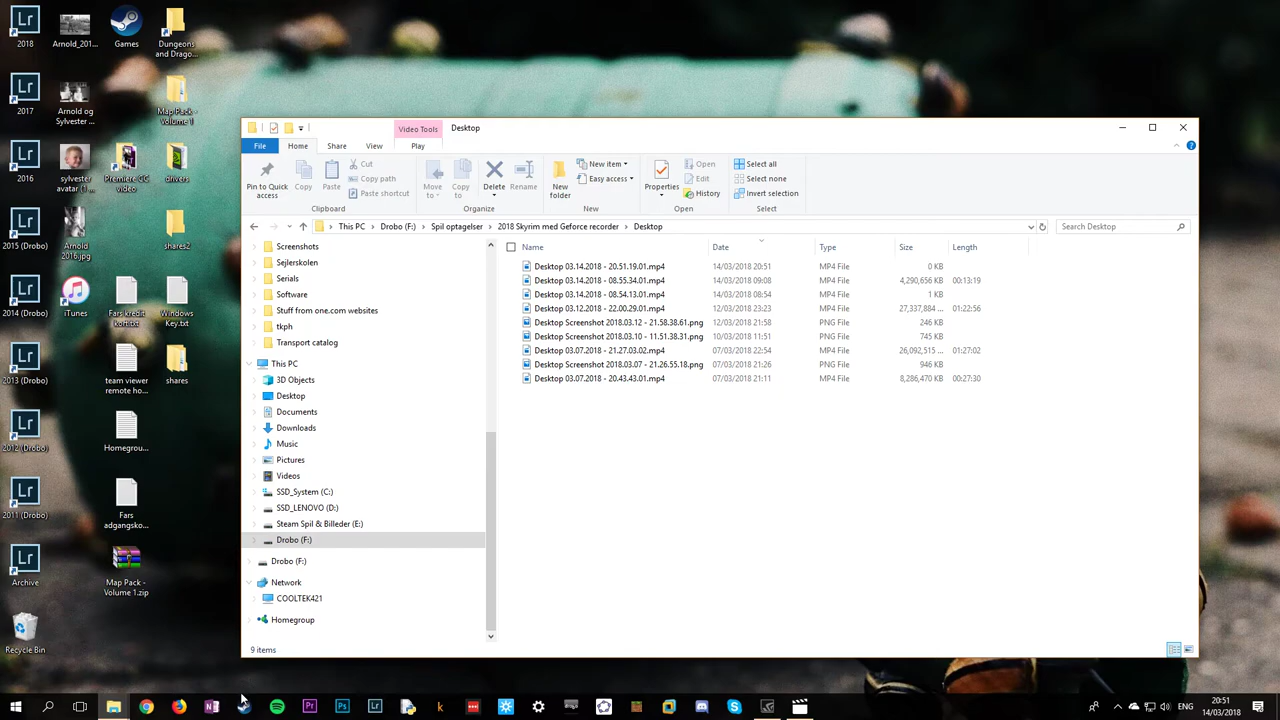 2018
Arnold_201...
Games
Dungeons
and Drago...
2017
Arnold og
Sylvester ...
Map Pack -
Volume 1
2016
sylvester
avatar (1)....
Premiere CC
video
drivers
2015 (Drobo)
Arnold
2016.jpg
shares2
2014 (Drobo)
iTunes
Fars kredit
kort.txt
Windows
Key.txt
2013 (Drobo)
team viewer
remote ho...
shares
2012 (Drobo)
Homegrou...
2011 (Drobo)
Fars
adgangsko...
Archive
Map Pack -
Volume 1.zip
Recycle Bin
Video Tools
Desktop
File
Home
Share
View
Play
Pin to Quick
access
Copy
Paste
Cut
Copy path
Paste shortcut
Clipboard
Move
to
Copy
to
Delete
Rename
Organize
New
folder
New item
Easy access
New
Properties
Open
Edit
History
Open
Select all
Select none
Invert selection
Select
This PC
Drobo (F:)
Spil optagelser
2018 Skyrim med Geforce recorder
Desktop
Search Desktop
Screenshots
Sejlerskolen
Serials
Software
Stuff from one.com websites
tkph
Transport catalog
This PC
3D Objects
Desktop
Documents
Downloads
Music
Pictures
Videos
SSD_System (C:)
SSD_LENOVO (D:)
Steam Spil & Billeder (E:)
Drobo (F:)
Drobo (F:)
Network
COOLTEK421
Homegroup
Name Date Type Size Length
Desktop 03.14.2018 - 20.51.19.01.mp4 14/03/2018 20:51 MP4 File 0 KB
Desktop 03.14.2018 - 08.55.34.01.mp4 14/03/2018 09:08 MP4 File 4,290,656 KB 00:13:19
Desktop 03.14.2018 - 08.54.13.01.mp4 14/03/2018 08:54 MP4 File 1 KB
Desktop 03.12.2018 - 22.00.29.01.mp4 12/03/2018 23:23 MP4 File 27,337,884 ... 01:22:56
Desktop Screenshot 2018.03.12 - 21.58.38.61.png 12/03/2018 21:58 PNG File 246 KB
Desktop Screenshot 2018.03.10 - 11.51.38.31.png 10/03/2018 11:51 PNG File 745 KB
Desktop 03.07.2018 - 21.27.03.02.mp4 07/03/2018 22:54 MP4 File 26,092,515 ... 01:27:02
Desktop Screenshot 2018.03.07 - 21.26.55.18.png 07/03/2018 21:26 PNG File 946 KB
Desktop 03.07.2018 - 20.43.43.01.mp4 07/03/2018 21:11 MP4 File 8,286,470 KB 00:27:30
9 items
ENG
20:51
14/03/2018